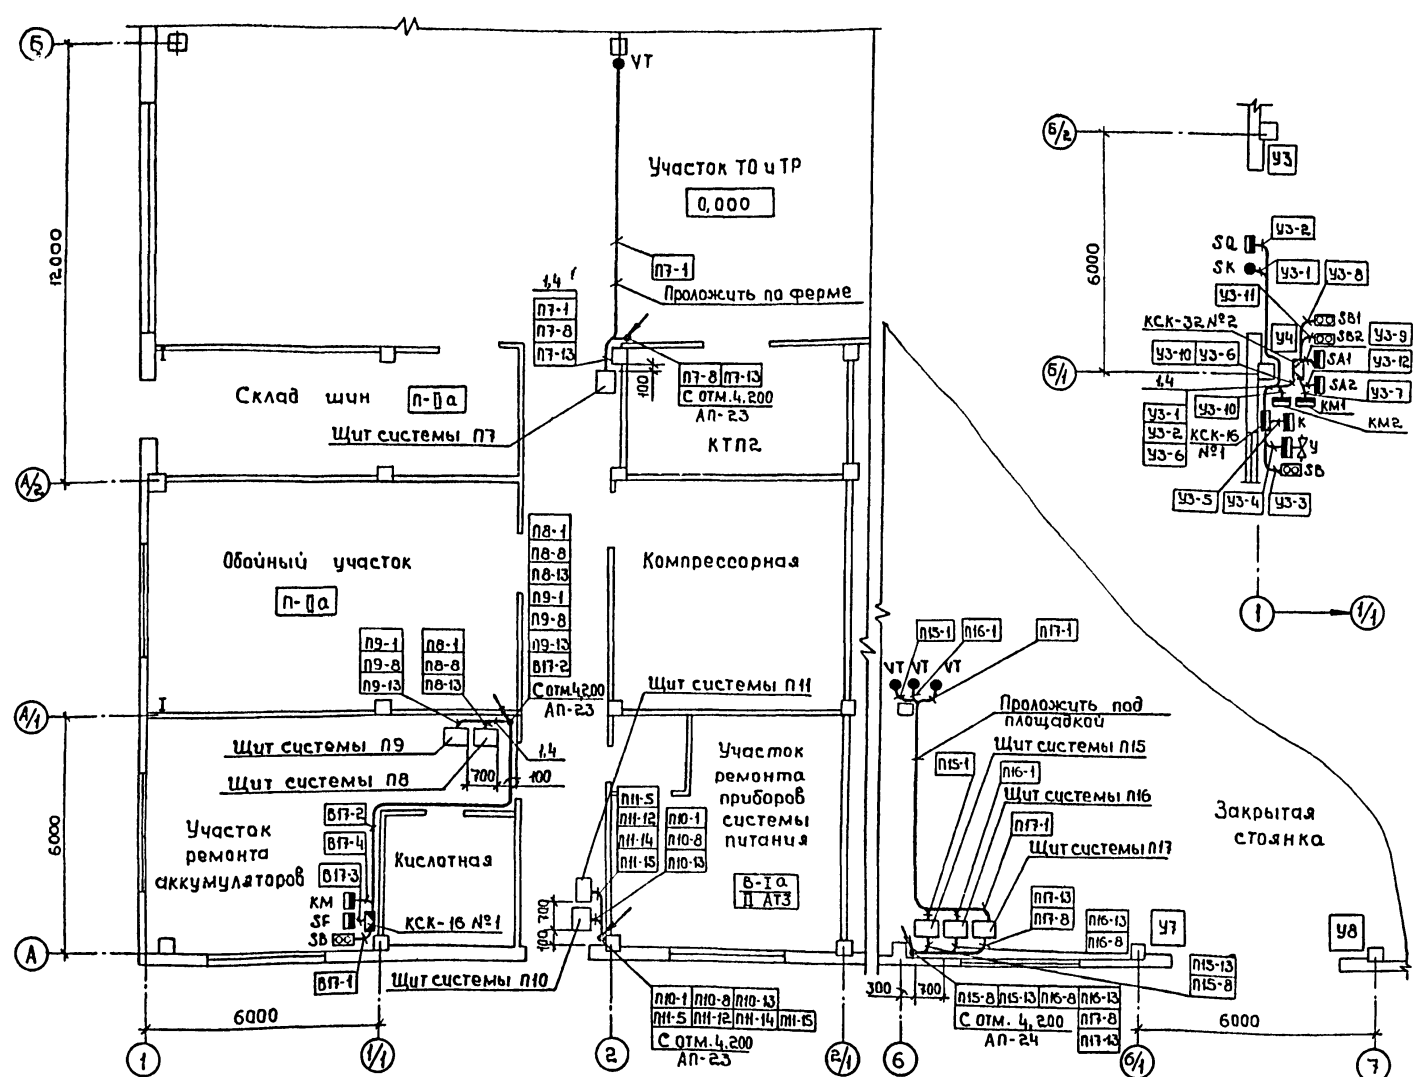 Б
12000
VT
Участок ТО и ТР
0,000
П7-1
Проложить по ферме
1,4
П7-1
П7-8
П7-13
100
П7-8 П7-13
С отм. 4,200
АП-23
КТП2
Склад шин
П-IIа
Щит системы П7
А/2
Обойный участок
П-IIа
Компрессорная
П8-1
П8-8
П8-13
П9-1
П9-8
П9-13
В17-2
С отм. 4,200
АП-23
П9-1
П9-8
П9-13
П8-1
П8-8
П8-13
Щит системы П11
А/1
Щит системы П9
Щит системы П8
1,4
700
100
6000
Участок
ремонта
аккумуляторов
В17-2
В17-4
В17-3
КМ
SF
SB
В17-1
Кислотная
КСК-16 №1
Щит системы П10
П11-5
П11-12
П11-14
П11-15
П10-1
П10-8
П10-13
700
100
Участок
ремонта
приборов
системы
питания
В-Iа
II АТ3
А
П10-1 П10-8 П10-13
П11-5 П11-12 П11-14 П11-15
С отм. 4,200
АП-23
6000
1
1/1
2
2/1
Б/2
У3
6000
SQ
У3-2
SK
У3-1
У3-8
У3-11
КСК-32 №2
У4
SB1
SB2
У3-9
У3-10
У3-6
SA1
У3-12
Б/1
1,4
SA2
У3-7
У3-1
У3-2
У3-6
У3-10
КМ1
КМ2
КСК-16
№1
К
У
SB
У3-5
У3-4
У3-3
1
1/1
П15-1
П16-1
П17-1
VT
VT
VT
Проложить под
площадкой
Щит системы П15
П15-1
П16-1
Щит системы П16
П17-1
Щит системы П17
Закрытая
стоянка
П17-13
П17-8
П16-13
П16-8
У7
У8
П15-13
П15-8
300
700
П15-8 П15-13 П16-8 П16-13
С отм. 4,200
П17-8
АП-24
П17-13
6000
6
6/1
7